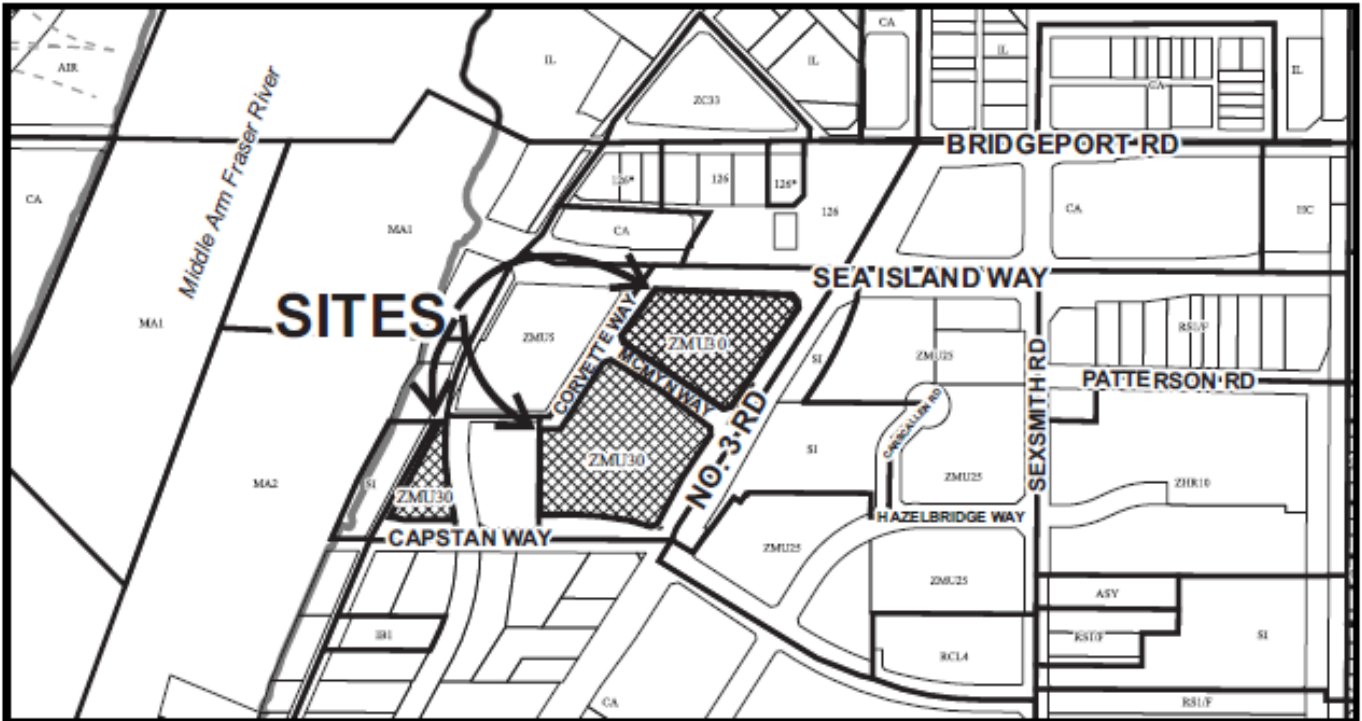 CA
AIR
IL
IL
IL
IL
ZC33
CA
BRIDGEPORT RD
126*
126
126*
CA
126
CA
HC
MA1
CA
Middle Arm Fraser River
SEA ISLAND WAY
SITES
MA1
ZMU5
CORVETTE WAY
ZMU30
MCMYN WAY
SI
ZMU25
RS1/F
SEXSMITH RD
PATTERSON RD
NO. 3 RD
CARSCALLEN RD
SI
ZMU30
MA2
SI
ZMU30
ZMU25
ZHR10
HAZELBRIDGE WAY
CAPSTAN WAY
ZMU25
ZMU25
ASY
IB1
RS1/F
SI
RCL4
CA
RS1/F